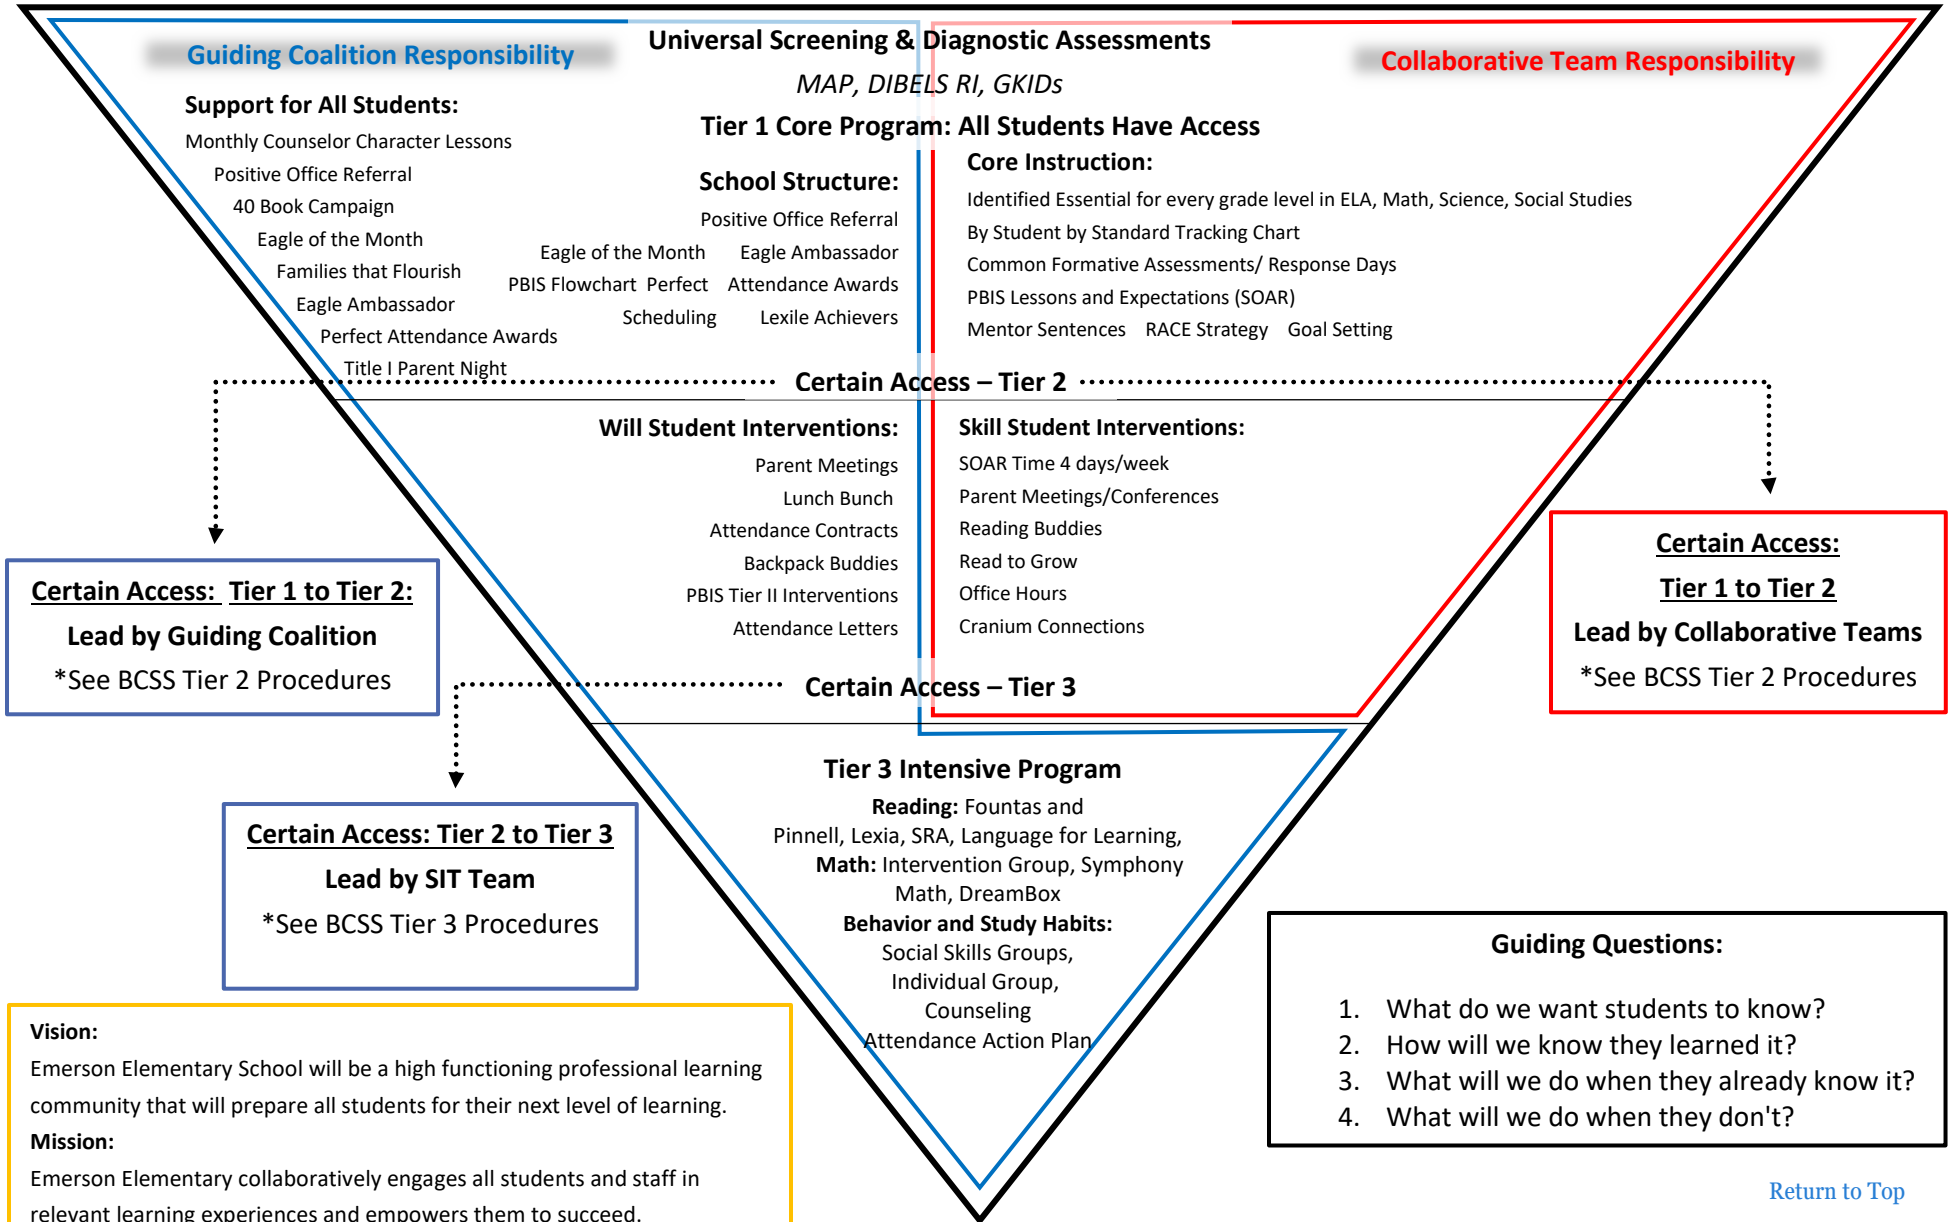 Universal Screening & Diagnostic Assessments
MAP, DIBELS RI, GKIDs
Tier 1 Core Program: All Students Have Access
Guiding Coalition Responsibility
Support for All Students:
Monthly Counselor Character Lessons
Positive Office Referral
40 Book Campaign
Eagle of the Month
Families that Flourish
Eagle Ambassador
Perfect Attendance Awards
Title I Parent Night
School Structure:
Positive Office Referral
Eagle of the Month Eagle Ambassador
PBIS Flowchart Perfect Attendance Awards
Scheduling Lexile Achievers
Collaborative Team Responsibility
Core Instruction:
Identified Essential for every grade level in ELA, Math, Science, Social Studies
By Student by Standard Tracking Chart
Common Formative Assessments/ Response Days
PBIS Lessons and Expectations (SOAR)
Mentor Sentences RACE Strategy Goal Setting
Certain Access – Tier 2
Will Student Interventions:
Parent Meetings
Lunch Bunch
Attendance Contracts
Backpack Buddies
PBIS Tier II Interventions
Attendance Letters
Skill Student Interventions:
SOAR Time 4 days/week
Parent Meetings/Conferences
Reading Buddies
Read to Grow
Office Hours
Cranium Connections
Certain Access: Tier 1 to Tier 2:
Lead by Guiding Coalition
*See BCSS Tier 2 Procedures
Certain Access:
Tier 1 to Tier 2
Lead by Collaborative Teams
*See BCSS Tier 2 Procedures
Certain Access – Tier 3
Tier 3 Intensive Program
Reading: Fountas and
Pinnell, Lexia, SRA, Language for Learning,
Math: Intervention Group, Symphony
Math, DreamBox
Behavior and Study Habits:
Social Skills Groups,
Individual Group,
Counseling
Attendance Action Plan
Certain Access: Tier 2 to Tier 3
Lead by SIT Team
*See BCSS Tier 3 Procedures
Vision:
Emerson Elementary School will be a high functioning professional learning
community that will prepare all students for their next level of learning.
Mission:
Emerson Elementary collaboratively engages all students and staff in
relevant learning experiences and empowers them to succeed.
Guiding Questions:
1. What do we want students to know?
2. How will we know they learned it?
3. What will we do when they already know it?
4. What will we do when they don't?
Return to Top